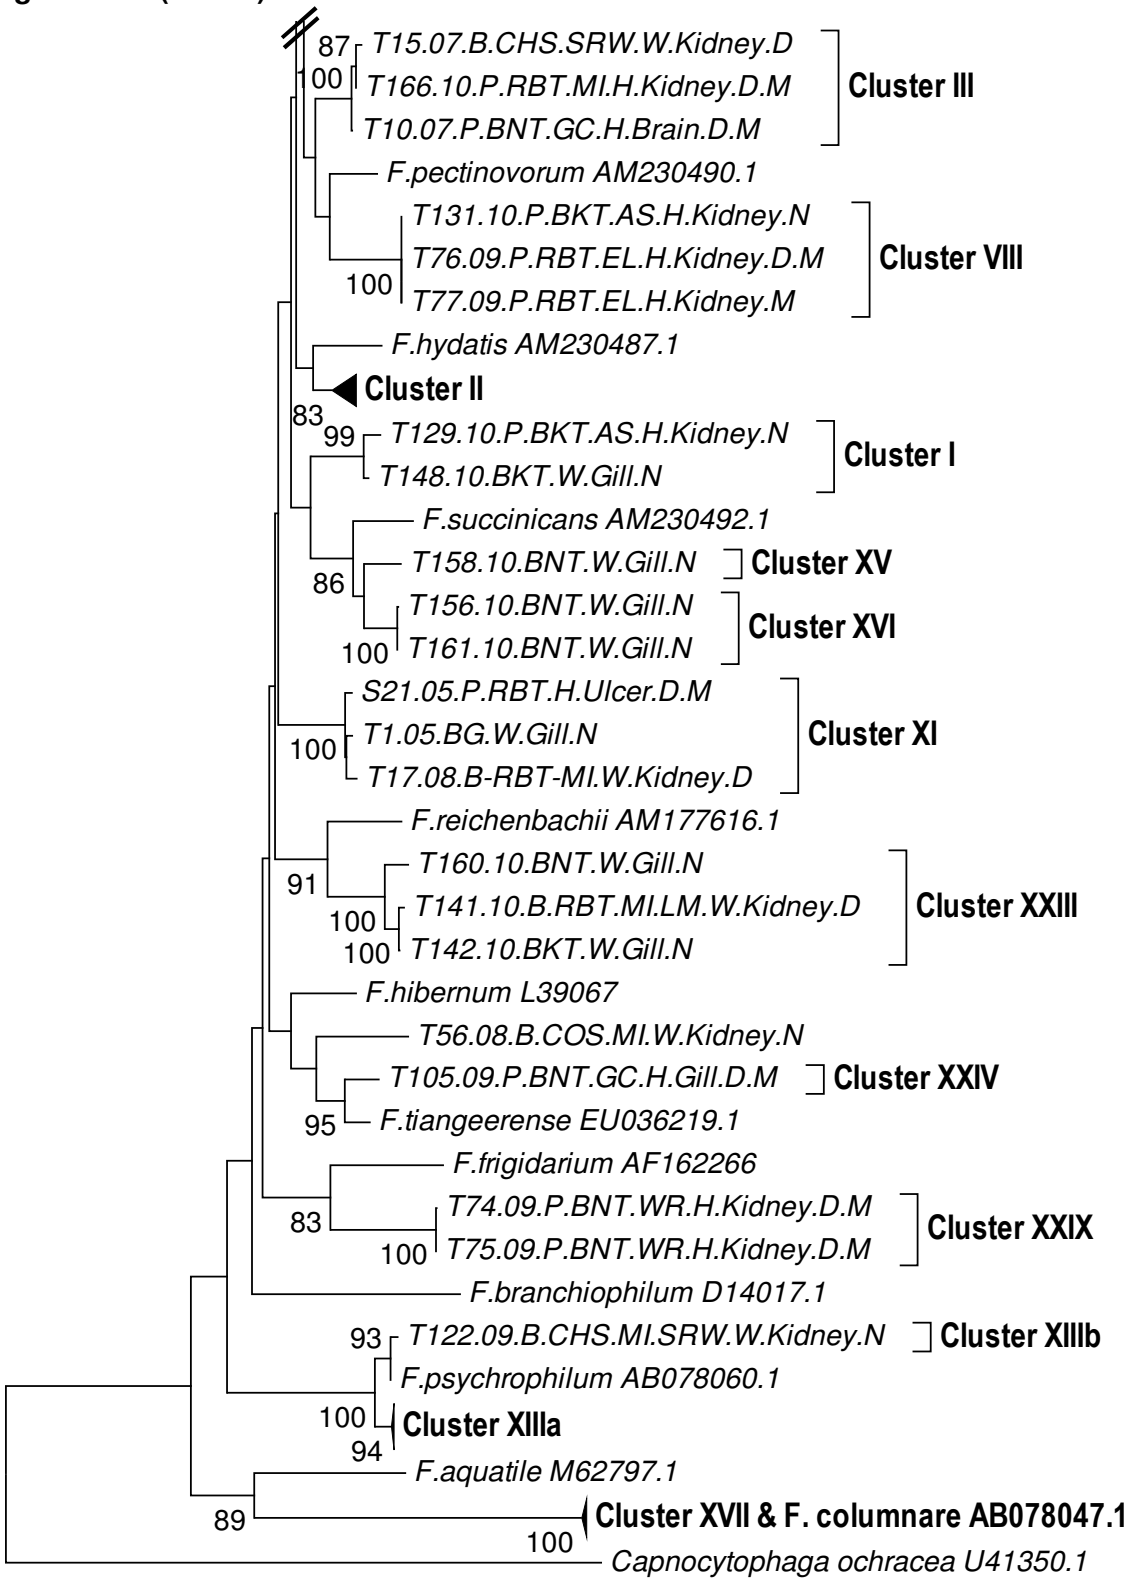 87 T15.07.B.CHS.SRW.W.Kidney.D
100 T166.10.P.RBT.MI.H.Kidney.D.M Cluster III
T10.07.P.BNT.GC.H.Brain.D.M
F.pectinovorum AM230490.1
T131.10.P.BKT.AS.H.Kidney.N
T76.09.P.RBT.EL.H.Kidney.D.M Cluster VIII
100
T77.09.P.RBT.EL.H.Kidney.M
F.hydatis AM230487.1
Cluster II
83
99 T129.10.P.BKT.AS.H.Kidney.N
Cluster I
T148.10.BKT.W.Gill.N
F.succinicans AM230492.1
T158.10.BNT.W.Gill.N Cluster XV
86
T156.10.BNT.W.Gill.N
Cluster XVI
100 T161.10.BNT.W.Gill.N
S21.05.P.RBT.H.Ulcer.D.M
100 T1.05.BG.W.Gill.N Cluster XI
T17.08.B-RBT-MI.W.Kidney.D
F.reichenbachii AM177616.1
T160.10.BNT.W.Gill.N
91
100 T141.10.B.RBT.MI.LM.W.Kidney.D Cluster XXIII
100 T142.10.BKT.W.Gill.N
F.hibernum L39067
T56.08.B.COS.MI.W.Kidney.N
T105.09.P.BNT.GC.H.Gill.D.M Cluster XXIV
95 F.tiangeerense EU036219.1
F.frigidarium AF162266
T74.09.P.BNT.WR.H.Kidney.D.M
83 Cluster XXIX
100 T75.09.P.BNT.WR.H.Kidney.D.M
F.branchiophilum D14017.1
93 T122.09.B.CHS.MI.SRW.W.Kidney.N Cluster XIIIb
F.psychrophilum AB078060.1
100 Cluster XIIIa
94
F.aquatile M62797.1
89 Cluster XVII & F. columnare AB078047.1
100
Capnocytophaga ochracea U41350.1